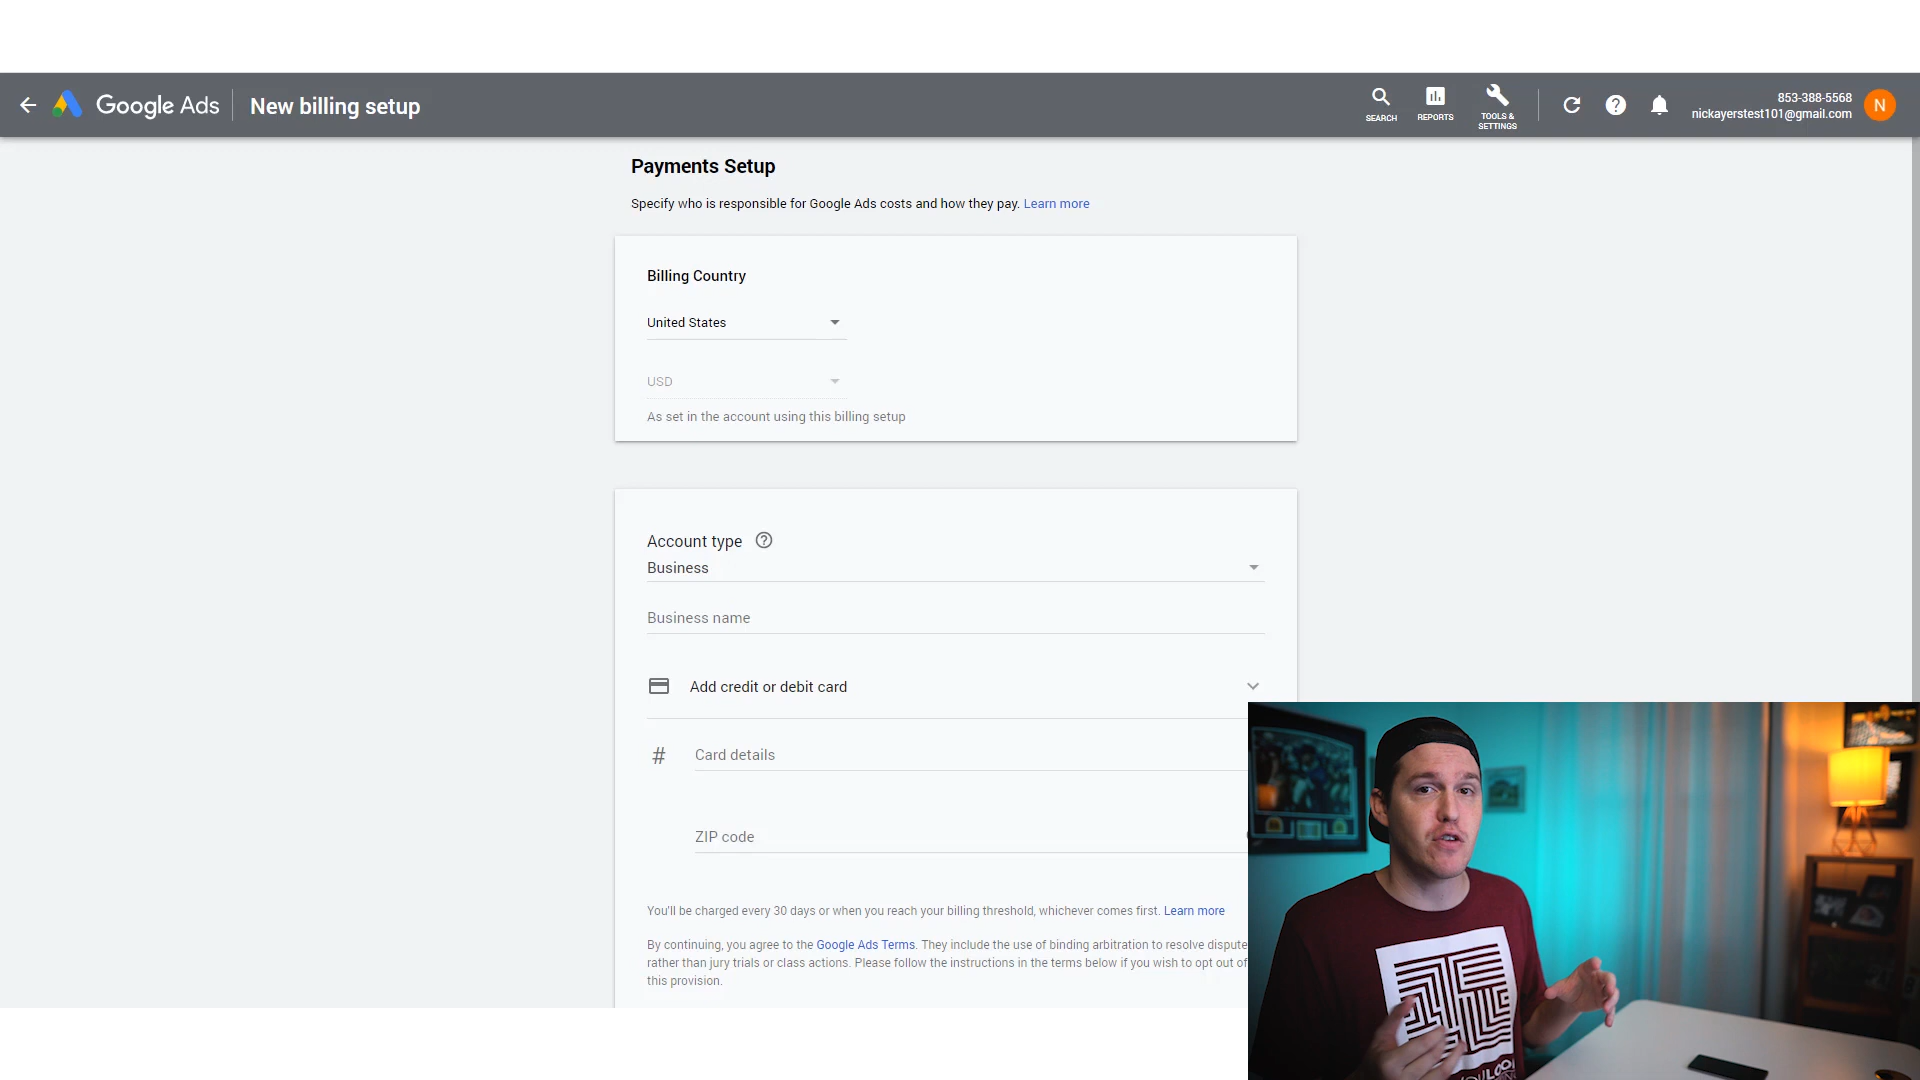 Google Ads
New billing setup
SEARCH
REPORTS
TOOLS &
SETTINGS
853-388-5568
nickayerstest101@gmail.com
N
Payments Setup
Specify who is responsible for Google Ads costs and how they pay. Learn more
Billing Country
United States
USD
As set in the account using this billing setup
Account type
Business
Business name
Add credit or debit card
# Card details
ZIP code
You'll be charged every 30 days or when you reach your billing threshold, whichever comes first. Learn more
By continuing, you agree to the Google Ads Terms. They include the use of binding arbitration to resolve dispute
rather than jury trials or class actions. Please follow the instructions in the terms below if you wish to opt out of
this provision.